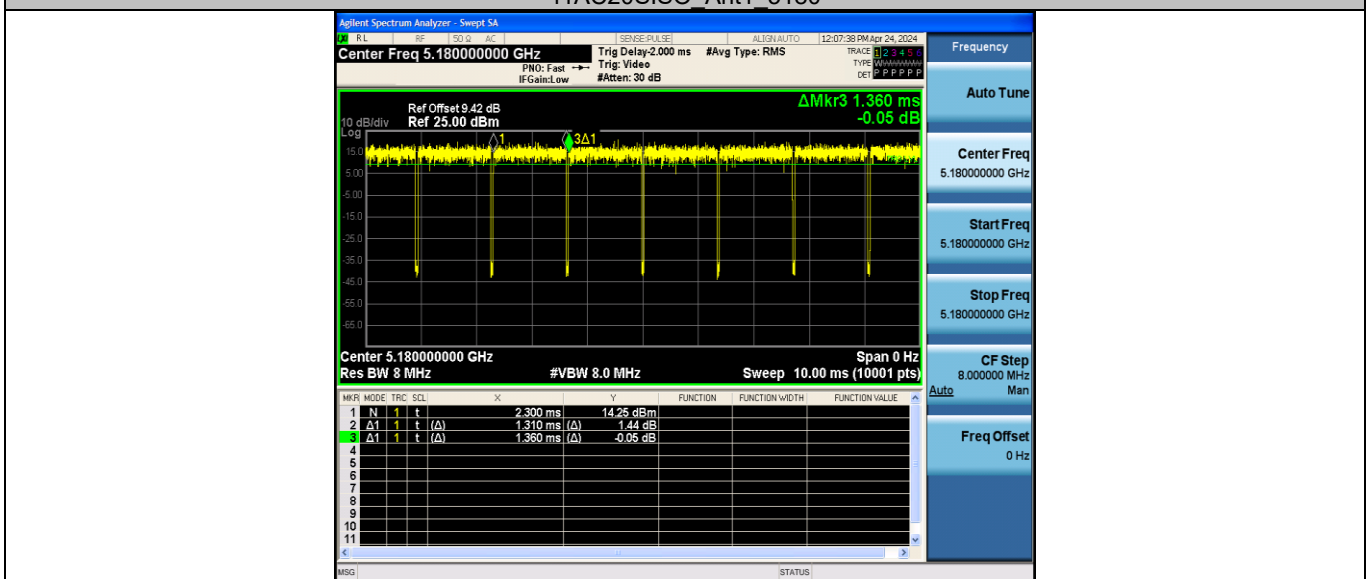 Agilent Spectrum Analyzer - Swept SA
RL RF 50 Ω AC SENSE:PULSE ALIGN AUTO 12:07:38 PM Apr 24, 2024
Center Freq 5.180000000 GHz
PNO: Fast
IFGain:Low
Trig Delay-2.000 ms
Trig: Video
#Atten: 30 dB
#Avg Type: RMS
TRACE 1 2 3 4 5 6
TYPE
DET P P P P P P
Ref Offset 9.42 dB
10 dB/div Ref 25.00 dBm
Log
ΔMkr3 1.360 ms
-0.05 dB
1
3Δ1
15.0
5.00
-5.00
-15.0
-25.0
-35.0
-45.0
-55.0
-65.0
Center 5.180000000 GHz Span 0 Hz
Res BW 8 MHz #VBW 8.0 MHz Sweep 10.00 ms (10001 pts)
MKR MODE TRC SCL X Y FUNCTION FUNCTION WIDTH FUNCTION VALUE
1 N 1 t 2.300 ms 14.25 dBm
2 Δ1 1 t (Δ) 1.310 ms (Δ) 1.44 dB
3 Δ1 1 t (Δ) 1.360 ms (Δ) -0.05 dB
4
5
6
7
8
9
10
11
MSG STATUS
Frequency
Auto Tune
Center Freq
5.180000000 GHz
Start Freq
5.180000000 GHz
Stop Freq
5.180000000 GHz
CF Step
8.000000 MHz
Auto Man
Freq Offset
0 Hz